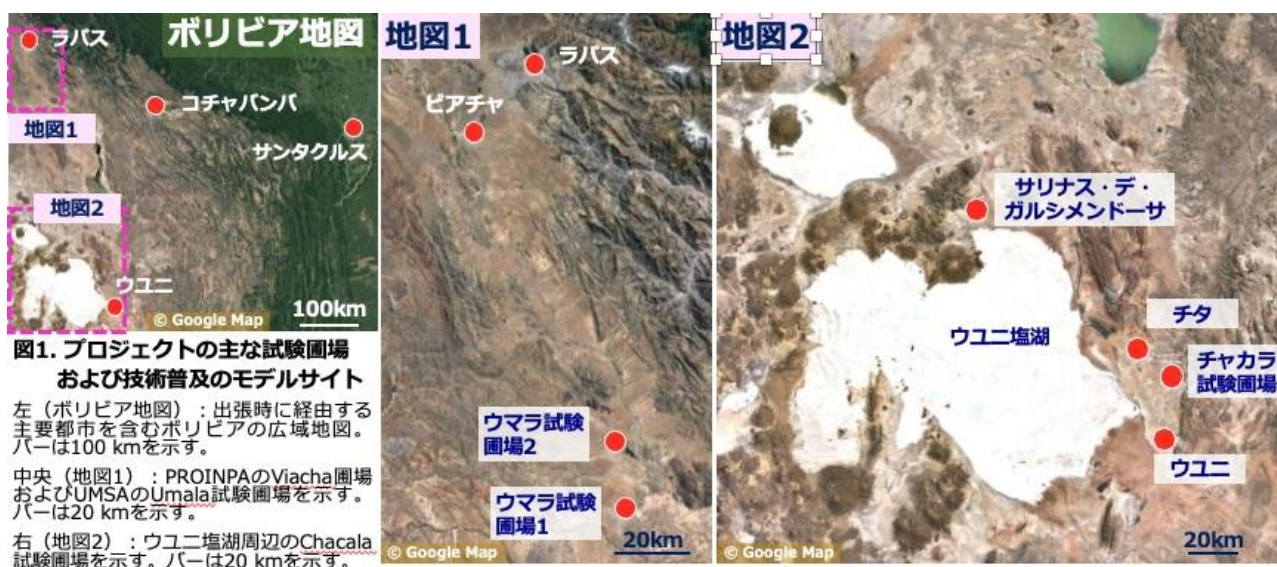 ボリビア地図
ラパス
コチャバンバ
サンタクルス
地図1
地図2
ウユニ
100km
© Google Map
図1. プロジェクトの主な試験圃場
および技術普及のモデルサイト
左（ボリビア地図）：出張時に経由する
主要都市を含むボリビアの広域地図。
バーは100 kmを示す。
中央（地図1）：PROINPAのViacha圃場
およびUMSAのUmala試験圃場を示す。
バーは20 kmを示す。
右（地図2）：ウユニ塩湖周辺のChacala
試験圃場を示す。バーは20 kmを示す。
地図1
ラパス
ビアチャ
ウマラ試験
圃場2
ウマラ試験
圃場1
20km
© Google Map
地図2
サリナス・デ・
ガルシメンドーサ
ウユニ塩湖
チタ
チャカラ
試験圃場
ウユニ
20km
© Google Map